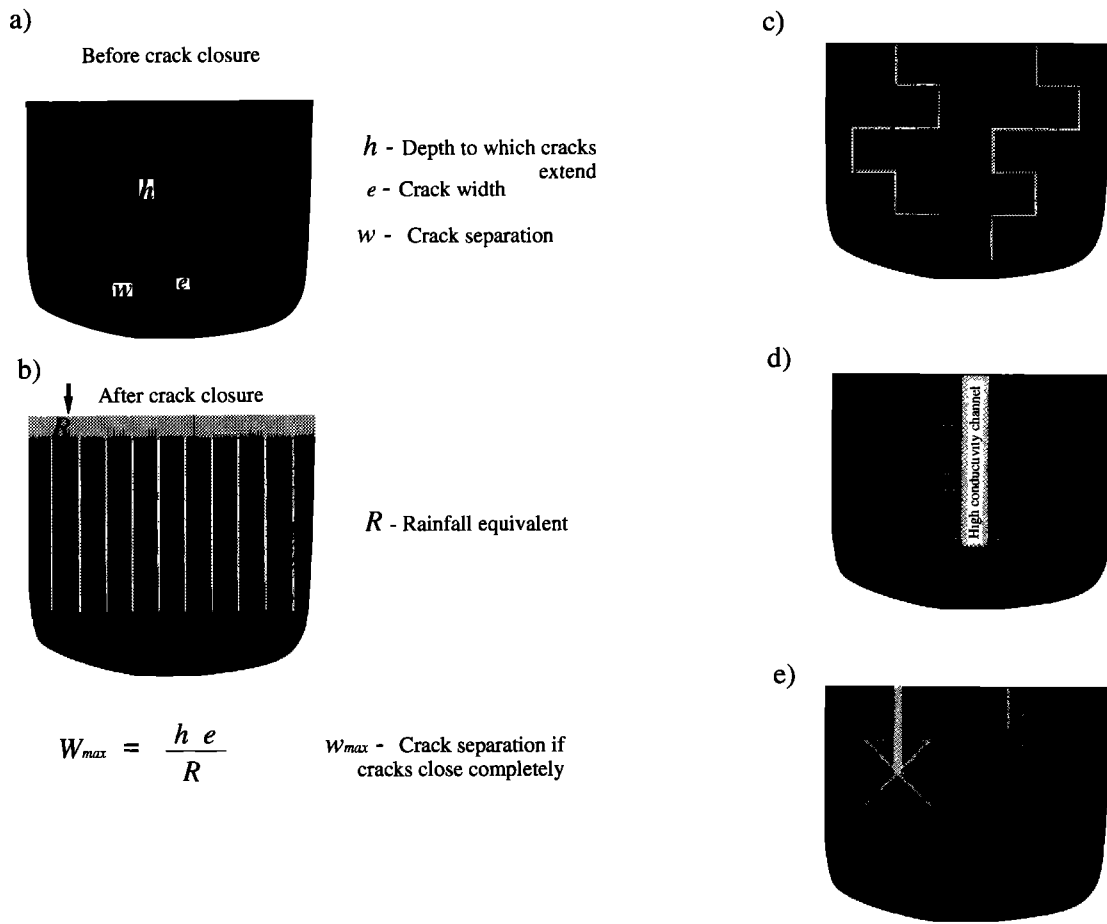 a)
Before crack closure
h
w
e
h - Depth to which cracks
extend
e - Crack width
w - Crack separation
b)
After crack closure
R
R - Rainfall equivalent
Wmax = h e
R
wmax - Crack separation if
cracks close completely
c)
d)
High conductivity channel
e)